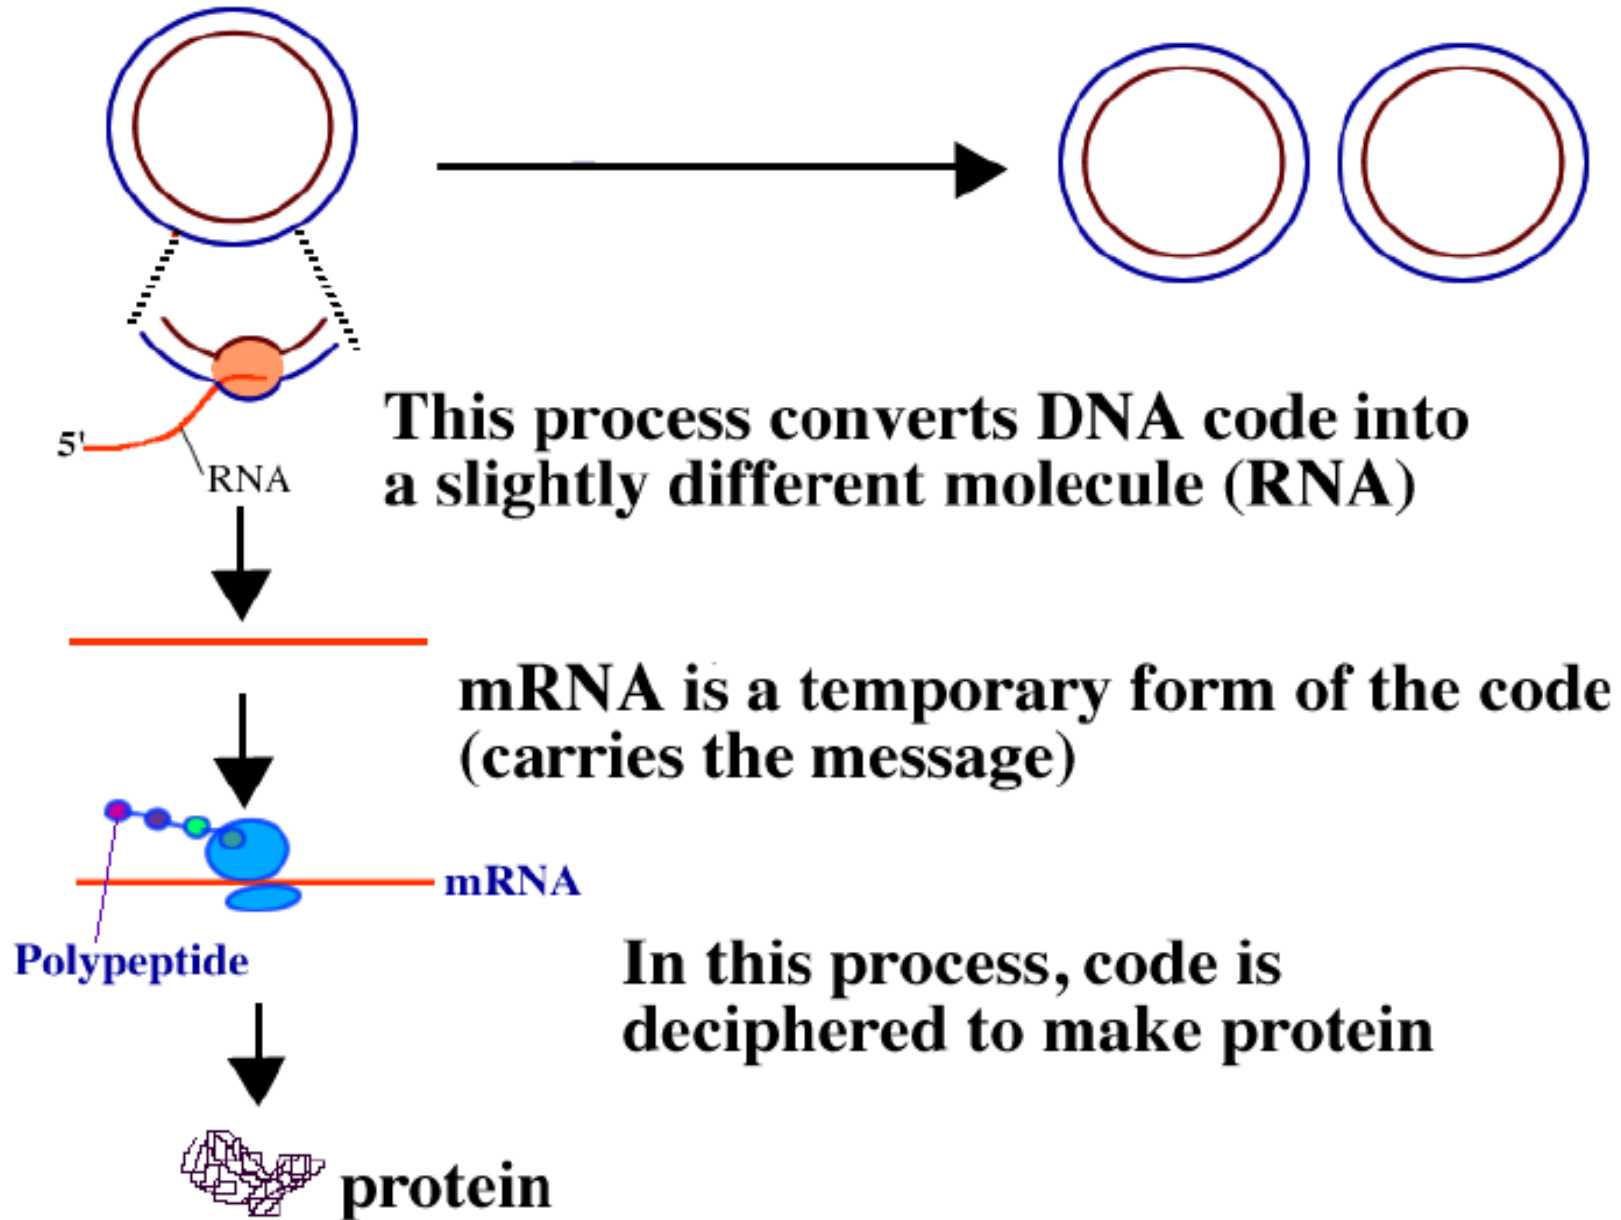 5'
RNA
This process converts DNA code into
a slightly different molecule (RNA)
mRNA is a temporary form of the code
(carries the message)
mRNA
Polypeptide
In this process, code is
deciphered to make protein
protein